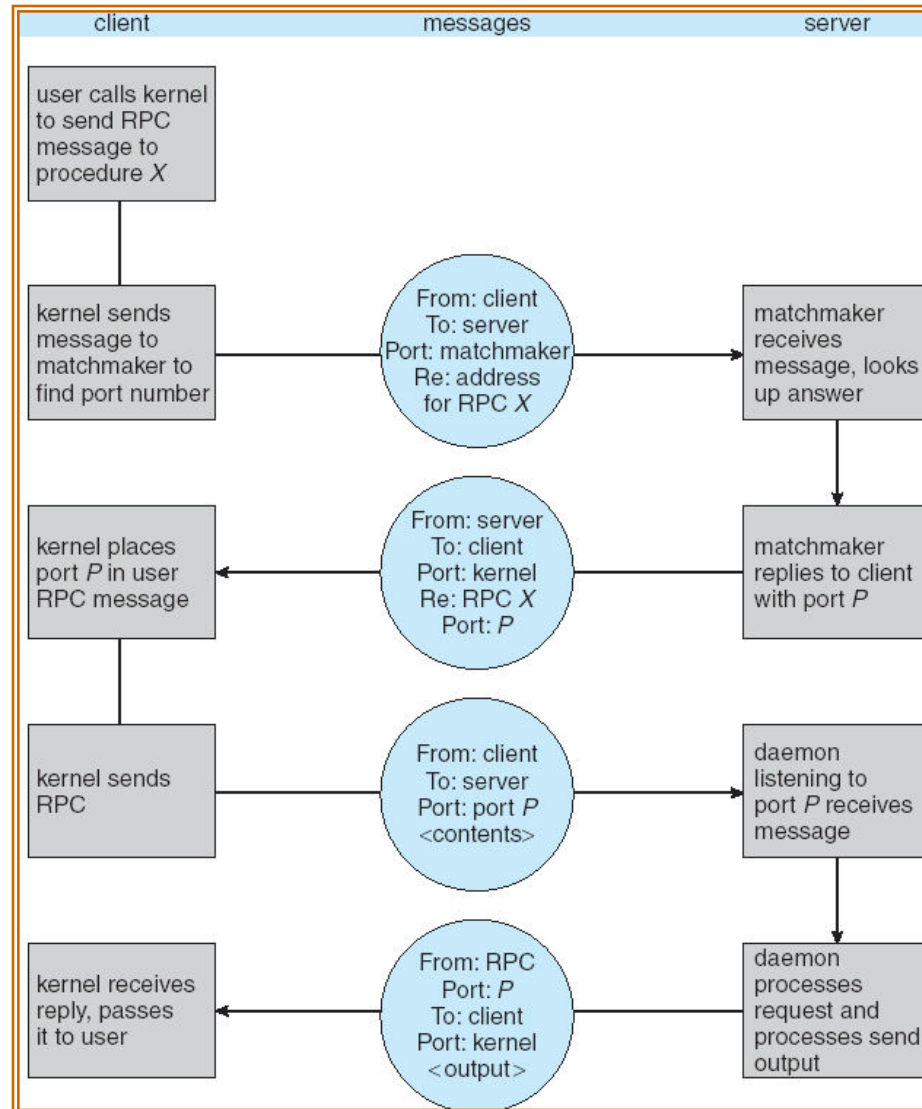 client
messages
server
user calls kernel
to send RPC
message to
procedure X
kernel sends
message to
matchmaker to
find port number
From: client
To: server
Port: matchmaker
Re: address
for RPC X
matchmaker
receives
message, looks
up answer
kernel places
port P in user
RPC message
From: server
To: client
Port: kernel
Re: RPC X
Port: P
matchmaker
replies to client
with port P
kernel sends
RPC
From: client
To: server
Port: port P
<contents>
daemon
listening to
port P receives
message
kernel receives
reply, passes
it to user
From: RPC
Port: P
To: client
Port: kernel
<output>
daemon
processes
request and
processes send
output